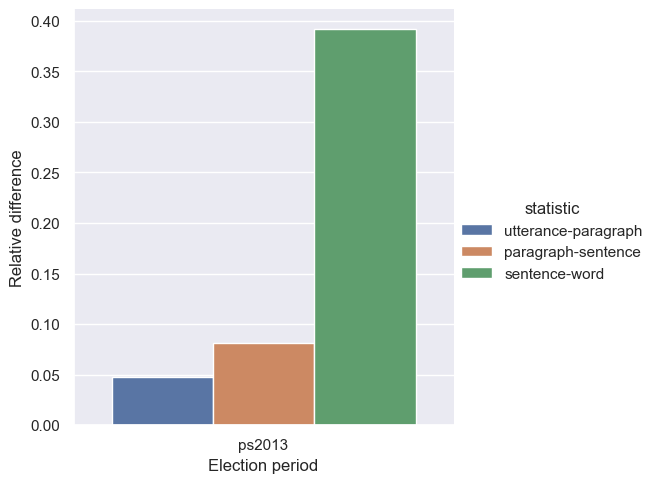 0.40
0.35
0.30
0.25
0.20
0.15
0.10
0.05
0.00
Relative difference
ps2013
Election period
statistic
utterance-paragraph
paragraph-sentence
sentence-word